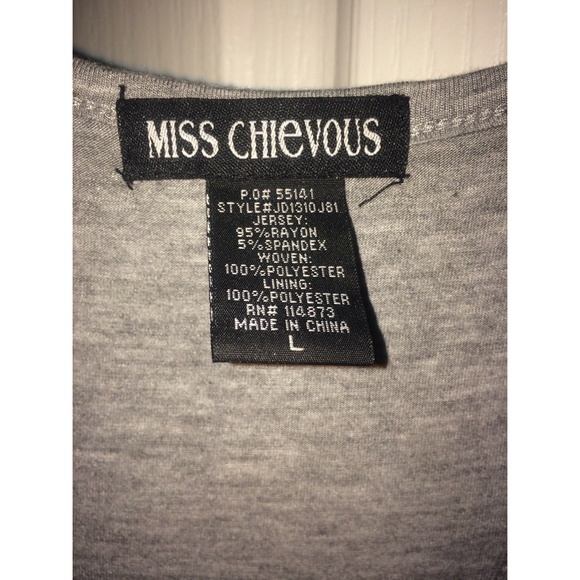 MISS CHIeVOUS
P.O# 55141
STYLE#JD1310J81
JERSEY:
95%RAYON
5%SPANDEX
WOVEN:
100%POLYESTER
LINING:
100%POLYESTER
RN# 114873
MADE IN CHINA
L